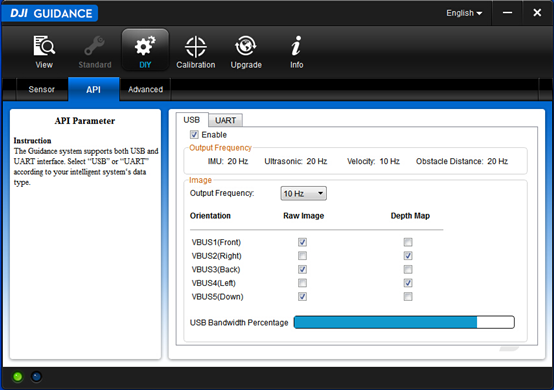 DJI GUIDANCE
English
View
Standard
DIY
Calibration
Upgrade
Info
Sensor
API
Advanced
API Parameter
Instruction
The Guidance system supports both USB and
UART interface. Select “USB” or “UART”
according to your intelligent system's data
type.
USB UART
Enable
Output Frequency
IMU: 20 Hz Ultrasonic: 20 Hz Velocity: 10 Hz Obstacle Distance: 20 Hz
Image
Output Frequency: 10 Hz
Orientation Raw Image Depth Map
VBUS1(Front)
VBUS2(Right)
VBUS3(Back)
VBUS4(Left)
VBUS5(Down)
USB Bandwidth Percentage